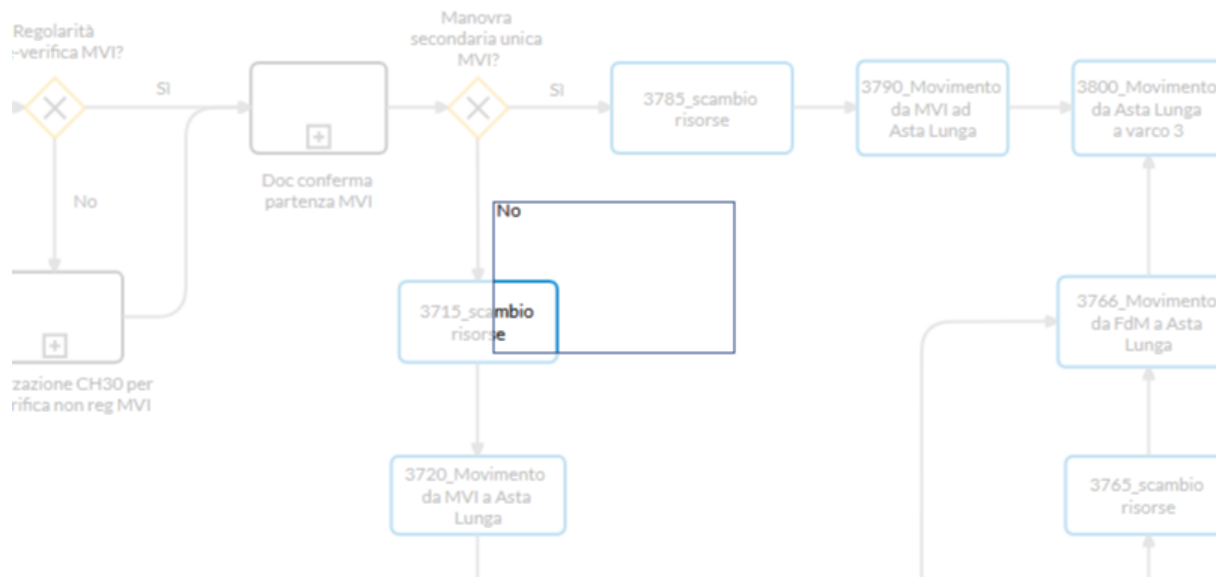 Regolarità
e-verifica MVI?
Sì
No
zazione CH30 per
rifica non reg MVI
Doc conferma
partenza MVI
Manovra
secondaria unica
MVI?
Sì
No
3715_scambio
risorse
3720_Movimento
da MVI a Asta
Lunga
3785_scambio
risorse
3790_Movimento
da MVI ad
Asta Lunga
3800_Movimento
da Asta Lunga
a varco 3
3766_Movimento
da FdM a Asta
Lunga
3765_scambio
risorse